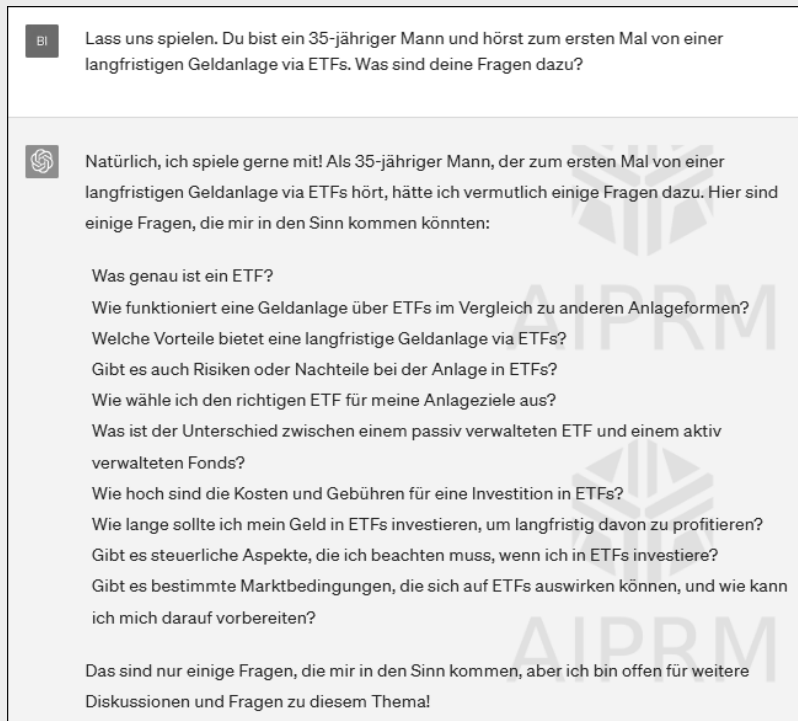 BI
Lass uns spielen. Du bist ein 35-jähriger Mann und hörst zum ersten Mal von einer
langfristigen Geldanlage via ETFs. Was sind deine Fragen dazu?
Natürlich, ich spiele gerne mit! Als 35-jähriger Mann, der zum ersten Mal von einer
langfristigen Geldanlage via ETFs hört, hätte ich vermutlich einige Fragen dazu. Hier sind
einige Fragen, die mir in den Sinn kommen könnten:
Was genau ist ein ETF?
Wie funktioniert eine Geldanlage über ETFs im Vergleich zu anderen Anlageformen?
Welche Vorteile bietet eine langfristige Geldanlage via ETFs?
Gibt es auch Risiken oder Nachteile bei der Anlage in ETFs?
Wie wähle ich den richtigen ETF für meine Anlageziele aus?
Was ist der Unterschied zwischen einem passiv verwalteten ETF und einem aktiv
verwalteten Fonds?
Wie hoch sind die Kosten und Gebühren für eine Investition in ETFs?
Wie lange sollte ich mein Geld in ETFs investieren, um langfristig davon zu profitieren?
Gibt es steuerliche Aspekte, die ich beachten muss, wenn ich in ETFs investiere?
Gibt es bestimmte Marktbedingungen, die sich auf ETFs auswirken können, und wie kann
ich mich darauf vorbereiten?
Das sind nur einige Fragen, die mir in den Sinn kommen, aber ich bin offen für weitere
Diskussionen und Fragen zu diesem Thema!
AIPRM
AIPRM